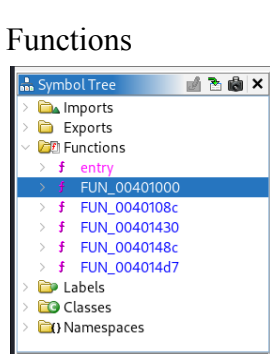 Functions
Symbol Tree
Imports
Exports
Functions
f entry
f FUN_00401000
f FUN_0040108c
f FUN_00401430
f FUN_0040148c
f FUN_004014d7
Labels
Classes
Namespaces